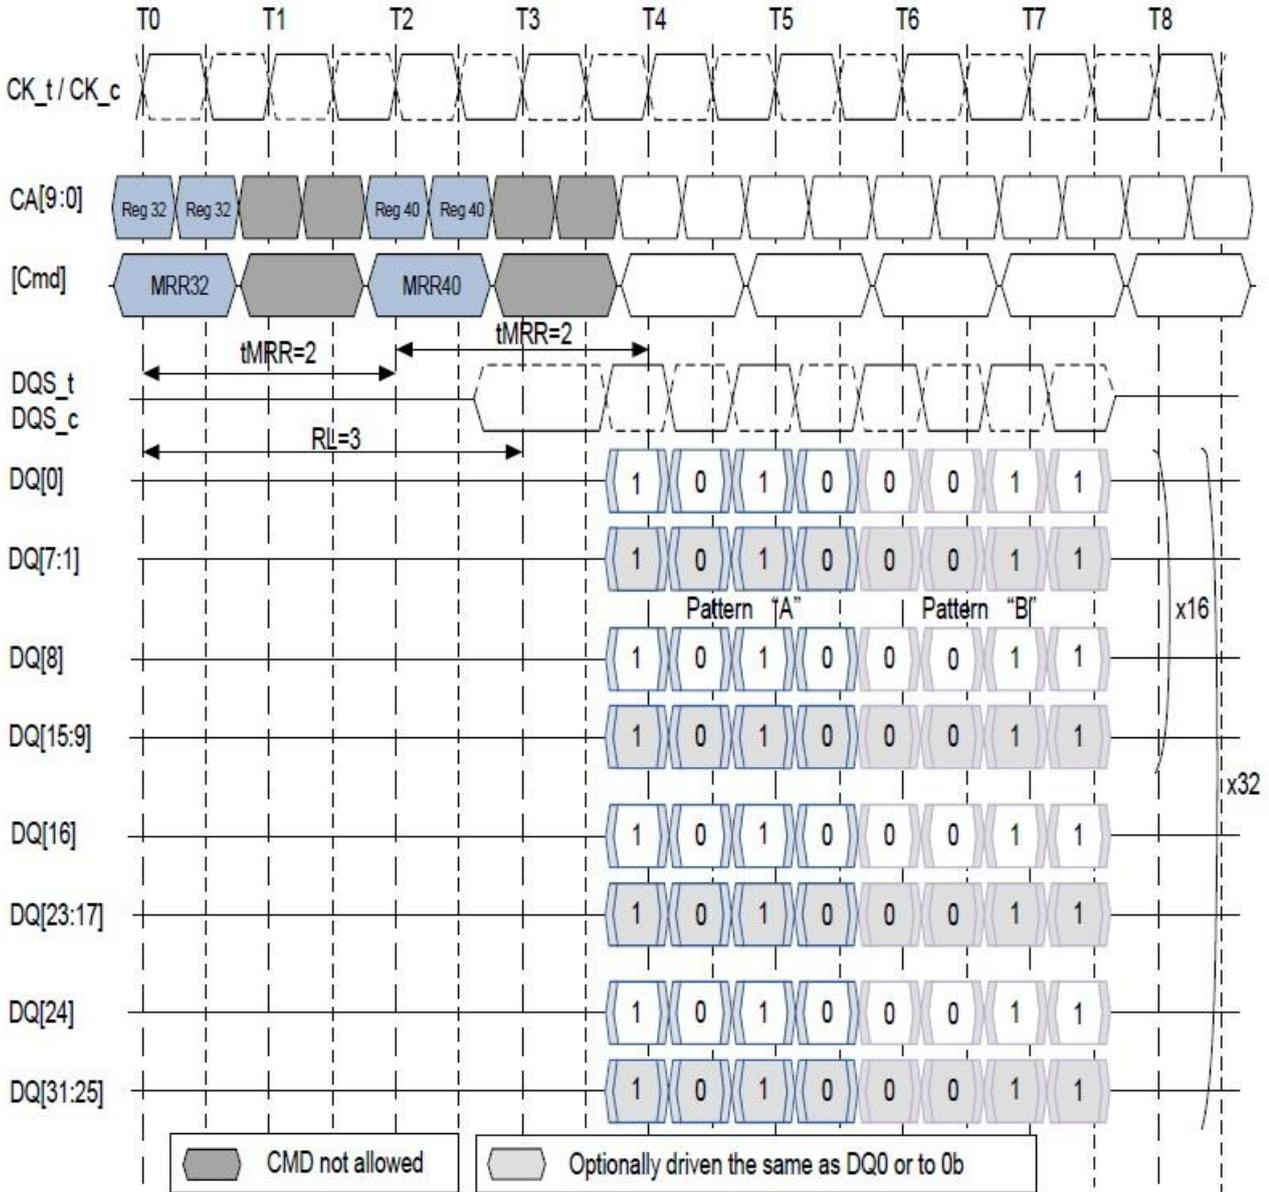 T0 T1 T2 T3 T4 T5 T6 T7 T8
CK_t / CK_c
CA[9:0] Reg 32 Reg 32 Reg 40 Reg 40
[Cmd] MRR32 MRR40
tMRR=2 tMRR=2
DQS_t
DQS_c
RL=3
DQ[0] 1 0 1 0 0 0 1 1
DQ[7:1] 1 0 1 0 0 0 1 1
Pattern "A" Pattern "B" x16
DQ[8] 1 0 1 0 0 0 1 1
DQ[15:9] 1 0 1 0 0 0 1 1
x32
DQ[16] 1 0 1 0 0 0 1 1
DQ[23:17] 1 0 1 0 0 0 1 1
DQ[24] 1 0 1 0 0 0 1 1
DQ[31:25] 1 0 1 0 0 0 1 1
CMD not allowed Optionally driven the same as DQ0 or to 0b